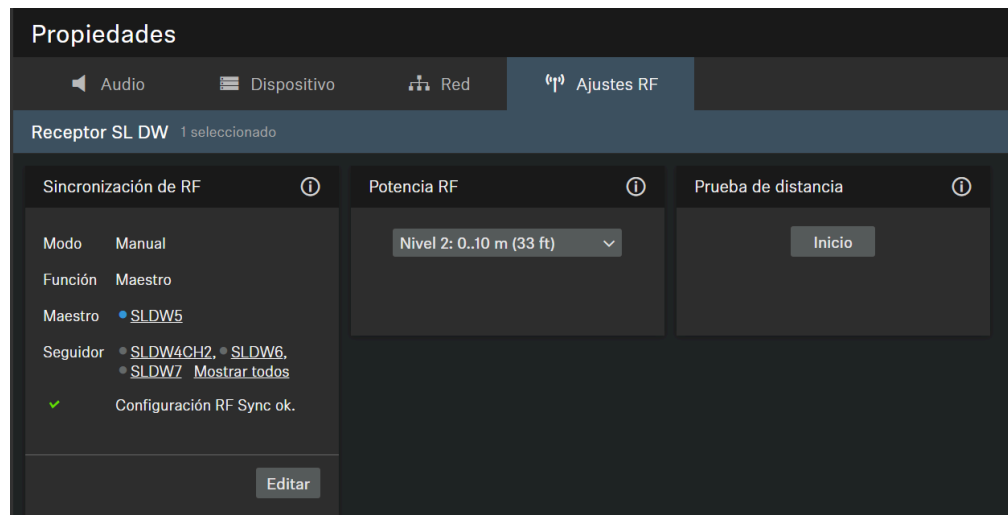 Propiedades
Audio Dispositivo Red Ajustes RF
Receptor SL DW 1 seleccionado
Sincronización de RF
Modo Manual
Función Maestro
Maestro SLDW5
Seguidor SLDW4CH2, SLDW6,
SLDW7 Mostrar todos
Configuración RF Sync ok.
Editar
Potencia RF
Nivel 2: 0..10 m (33 ft)
Prueba de distancia
Inicio